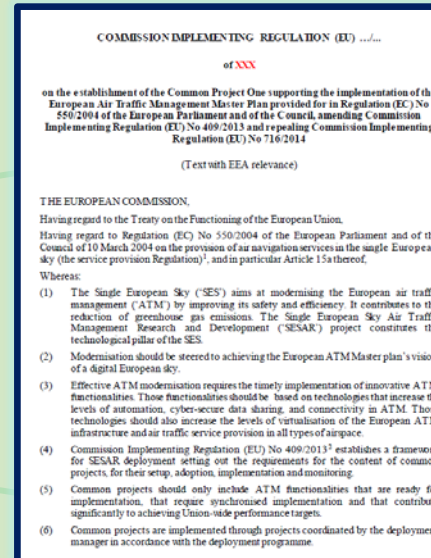 COMMISSION IMPLEMENTING REGULATION (EU) …/...
of XXX
on the establishment of the Common Project One supporting the implementation of the
European Air Traffic Management Master Plan provided for in Regulation (EC) No
550/2004 of the European Parliament and of the Council, amending Commission
Implementing Regulation (EU) No 409/2013 and repealing Commission Implementing
Regulation (EU) No 716/2014
(Text with EEA relevance)
THE EUROPEAN COMMISSION,
Having regard to the Treaty on the Functioning of the European Union,
Having regard to Regulation (EC) No 550/2004 of the European Parliament and of th
Council of 10 March 2004 on the provision of air navigation services in the single Europea
sky (the service provision Regulation)1, and in particular Article 15a thereof,
Whereas:
(1) The Single European Sky ('SES') aims at modernising the European air traff
management ('ATM') by improving its safety and efficiency. It contributes to th
reduction of greenhouse gas emissions. The Single European Sky Air Traff
Management Research and Development ('SESAR') project constitutes th
technological pillar of the SES.
(2) Modernisation should be steered to achieving the European ATM Master plan's visio
of a digital European sky.
(3) Effective ATM modernisation requires the timely implementation of innovative ATM
functionalities. Those functionalities should be based on technologies that increase th
levels of automation, cyber-secure data sharing, and connectivity in ATM. Thos
technologies should also increase the levels of virtualisation of the European ATM
infrastructure and air traffic service provision in all types of airspace.
(4) Commission Implementing Regulation (EU) No 409/20132 establishes a framewor
for SESAR deployment setting out the requirements for the content of commo
projects, for their setup, adoption, implementation and monitoring.
(5) Common projects should only include ATM functionalities that are ready fo
implementation, that require synchronised implementation and that contribut
significantly to achieving Union-wide performance targets.
(6) Common projects are implemented through projects coordinated by the deploymen
manager in accordance with the deployment programme.